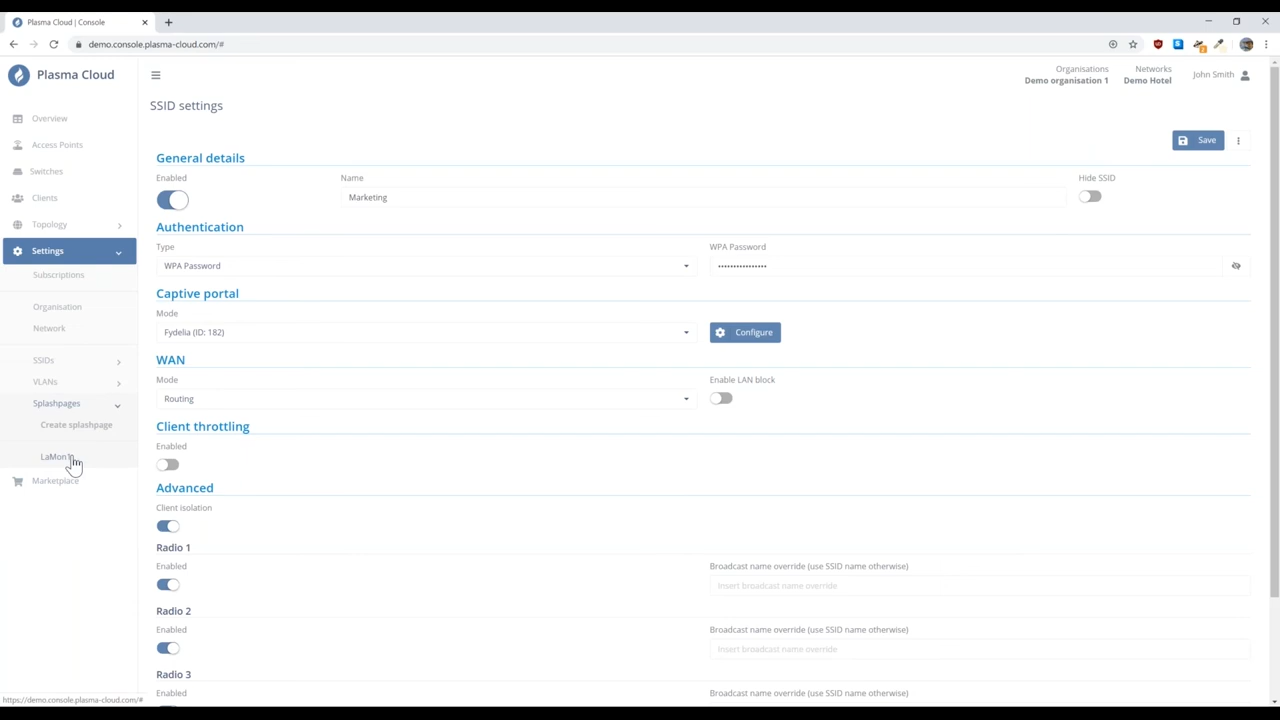 Plasma Cloud | Console
demo.console.plasma-cloud.com/#
Plasma Cloud
Organisations
Demo organisation 1
Networks
Demo Hotel
John Smith
Overview
Access Points
Switches
Clients
Topology
Settings
Subscriptions
Organisation
Network
SSIDs
VLANs
Splashpages
Create splashpage
Marketplace
SSID settings
Save
General details
Enabled
Name
Hide SSID
Marketing
Authentication
Type
WPA Password
WPA Password
••••••••••••••••
Captive portal
Mode
Fydelia (ID: 182)
Configure
WAN
Mode
Enable LAN block
Routing
Client throttling
Enabled
Advanced
Client isolation
Radio 1
Enabled
Broadcast name override (use SSID name otherwise)
Insert broadcast name override
Radio 2
Enabled
Broadcast name override (use SSID name otherwise)
Insert broadcast name override
Radio 3
Enabled
Broadcast name override (use SSID name otherwise)
https://demo.console.plasma-cloud.com/#